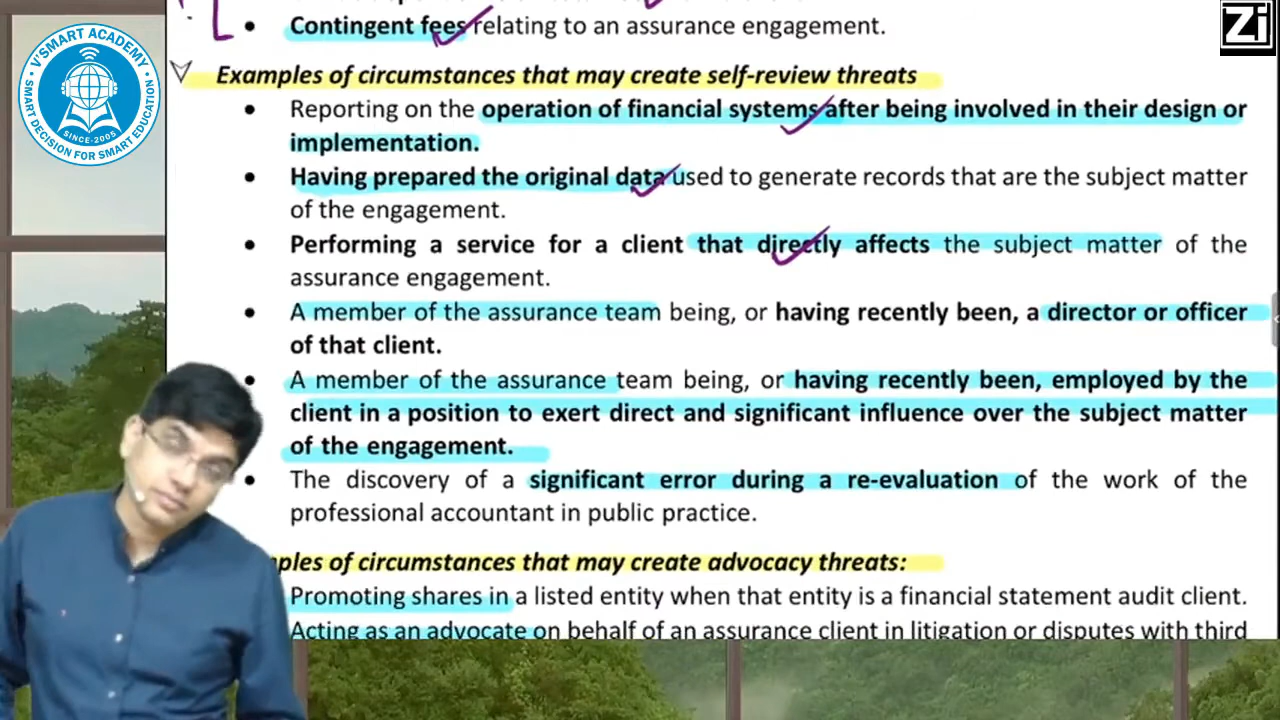 V'SMART ACADEMY
SINCE-2005
SMART DECISION FOR SMART EDUCATION
Zi
• Contingent fees relating to an assurance engagement.
Examples of circumstances that may create self-review threats
• Reporting on the operation of financial systems after being involved in their design or
implementation.
• Having prepared the original data used to generate records that are the subject matter
of the engagement.
• Performing a service for a client that directly affects the subject matter of the
assurance engagement.
• A member of the assurance team being, or having recently been, a director or officer
of that client.
• A member of the assurance team being, or having recently been, employed by the
client in a position to exert direct and significant influence over the subject matter
of the engagement.
• The discovery of a significant error during a re-evaluation of the work of the
professional accountant in public practice.
ples of circumstances that may create advocacy threats:
Promoting shares in a listed entity when that entity is a financial statement audit client.
Acting as an advocate on behalf of an assurance client in litigation or disputes with third